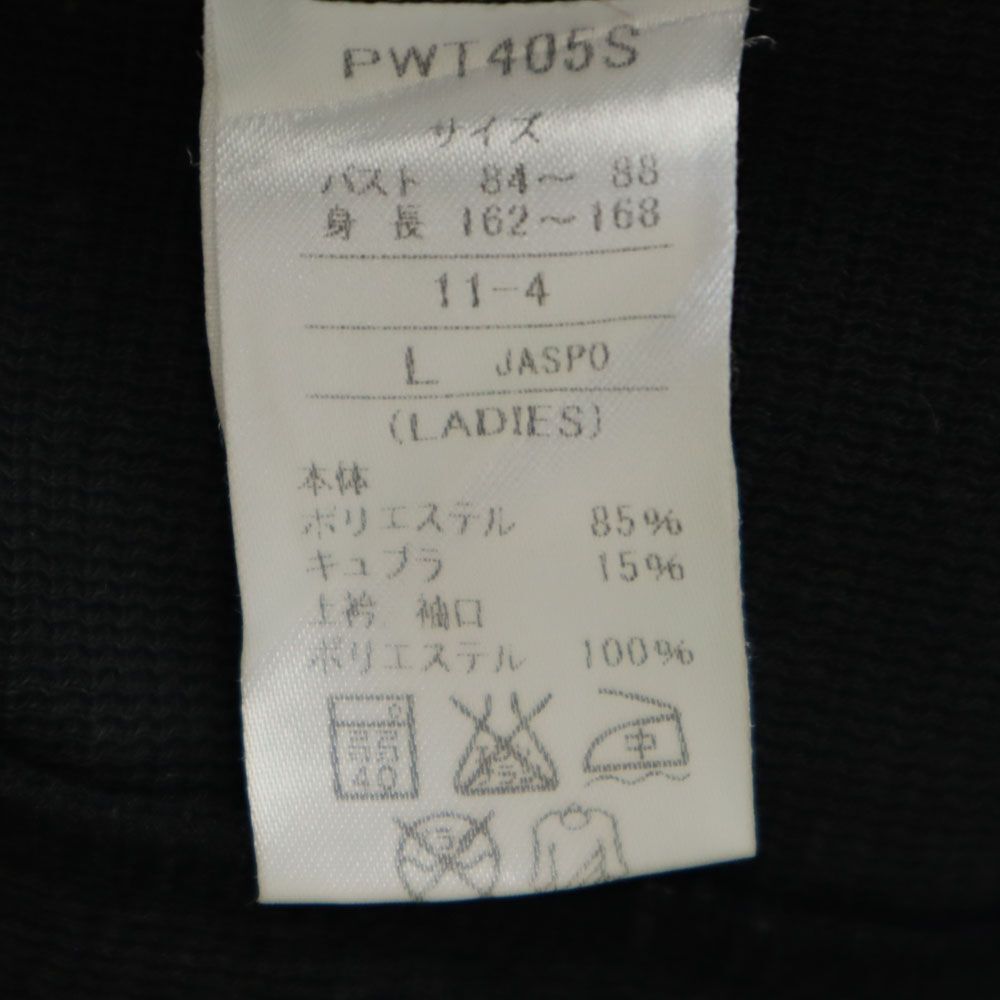 PWT405S
サイズ
バスト 84～ 88
身 長 162～168
11-4
L JASPO
(LADIES)
本体
ポリエステル 85%
キュプラ 15%
上衿 袖口
ポリエステル 100%
40
中